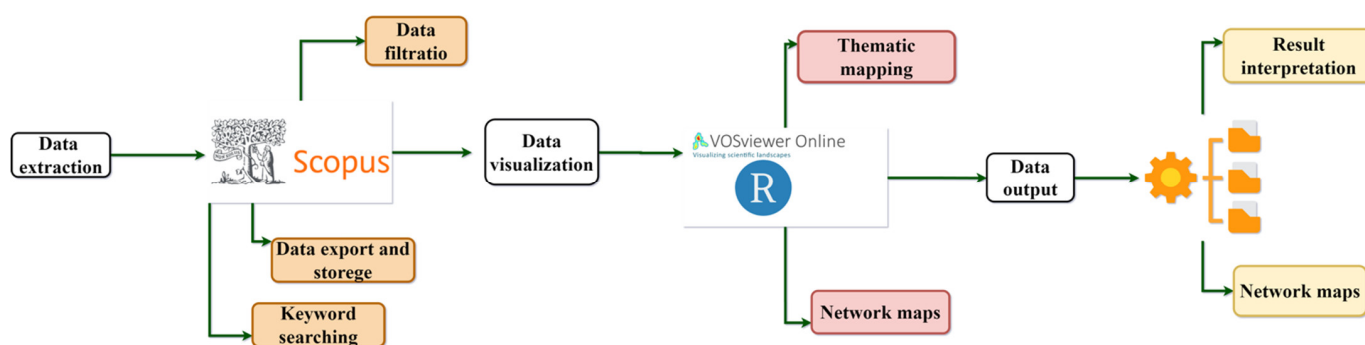 Data
filtratio
Thematic
mapping
Result
interpretation
Data
extraction
Scopus
Data
visualization
VOSviewer Online
Visualizing scientific landscapes
R
Data
output
Data export and
storege
Keyword
searching
Network maps
Network maps